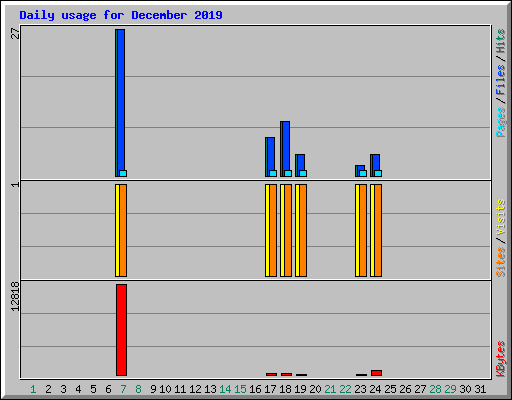 Daily usage for December 2019
27
Pages/Files/Hits
1
Sites/Visits
12818
KBytes
1 2 3 4 5 6 7 8 9 10 11 12 13 14 15 16 17 18 19 20 21 22 23 24 25 26 27 28 29 30 31